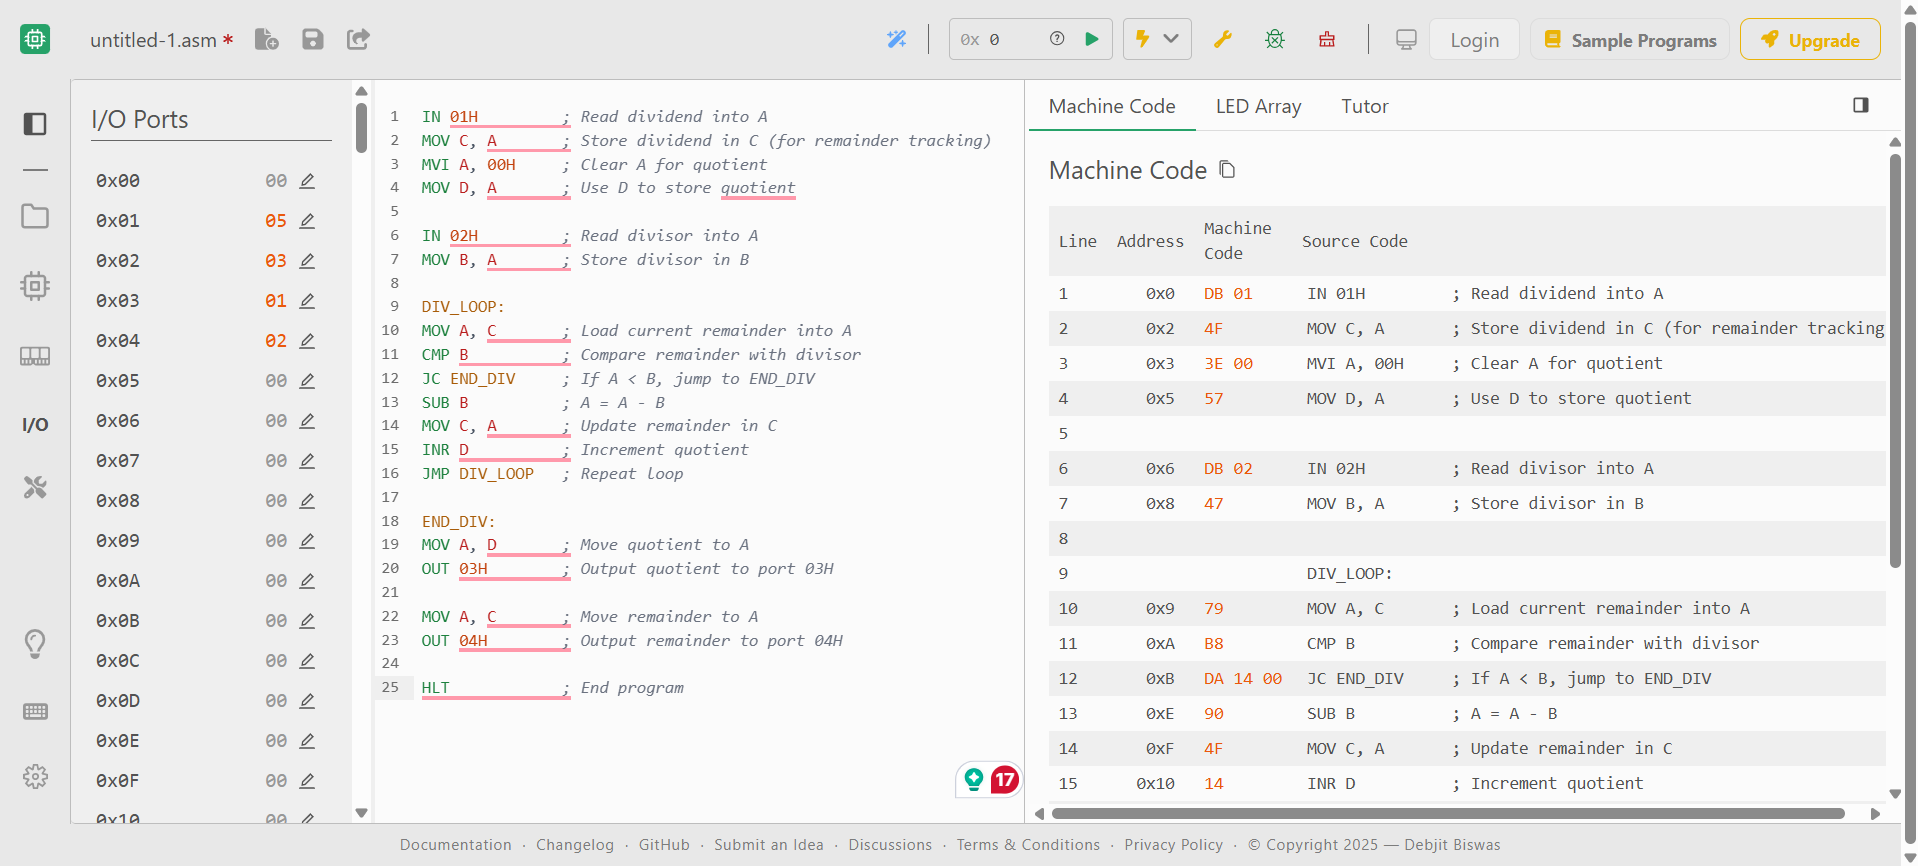 untitled-1.asm *
0x 0
Login
Sample Programs
Upgrade
I/O Ports
0x00 00
0x01 05
0x02 03
0x03 01
0x04 02
0x05 00
0x06 00
0x07 00
0x08 00
0x09 00
0x0A 00
0x0B 00
0x0C 00
0x0D 00
0x0E 00
0x0F 00
0x10 00
I/O
1 IN 01H ; Read dividend into A
2 MOV C, A ; Store dividend in C (for remainder tracking)
3 MVI A, 00H ; Clear A for quotient
4 MOV D, A ; Use D to store quotient
5
6 IN 02H ; Read divisor into A
7 MOV B, A ; Store divisor in B
8
9 DIV_LOOP:
10 MOV A, C ; Load current remainder into A
11 CMP B ; Compare remainder with divisor
12 JC END_DIV ; If A < B, jump to END_DIV
13 SUB B ; A = A - B
14 MOV C, A ; Update remainder in C
15 INR D ; Increment quotient
16 JMP DIV_LOOP ; Repeat loop
17
18 END_DIV:
19 MOV A, D ; Move quotient to A
20 OUT 03H ; Output quotient to port 03H
21
22 MOV A, C ; Move remainder to A
23 OUT 04H ; Output remainder to port 04H
24
25 HLT ; End program
17
Machine Code LED Array Tutor
Machine Code
Line Address Machine Code Source Code
1 0x0 DB 01 IN 01H ; Read dividend into A
2 0x2 4F MOV C, A ; Store dividend in C (for remainder tracking
3 0x3 3E 00 MVI A, 00H ; Clear A for quotient
4 0x5 57 MOV D, A ; Use D to store quotient
5
6 0x6 DB 02 IN 02H ; Read divisor into A
7 0x8 47 MOV B, A ; Store divisor in B
8
9 DIV_LOOP:
10 0x9 79 MOV A, C ; Load current remainder into A
11 0xA B8 CMP B ; Compare remainder with divisor
12 0xB DA 14 00 JC END_DIV ; If A < B, jump to END_DIV
13 0xE 90 SUB B ; A = A - B
14 0xF 4F MOV C, A ; Update remainder in C
15 0x10 14 INR D ; Increment quotient
Documentation · Changelog · GitHub · Submit an Idea · Discussions · Terms & Conditions · Privacy Policy · © Copyright 2025 — Debjit Biswas